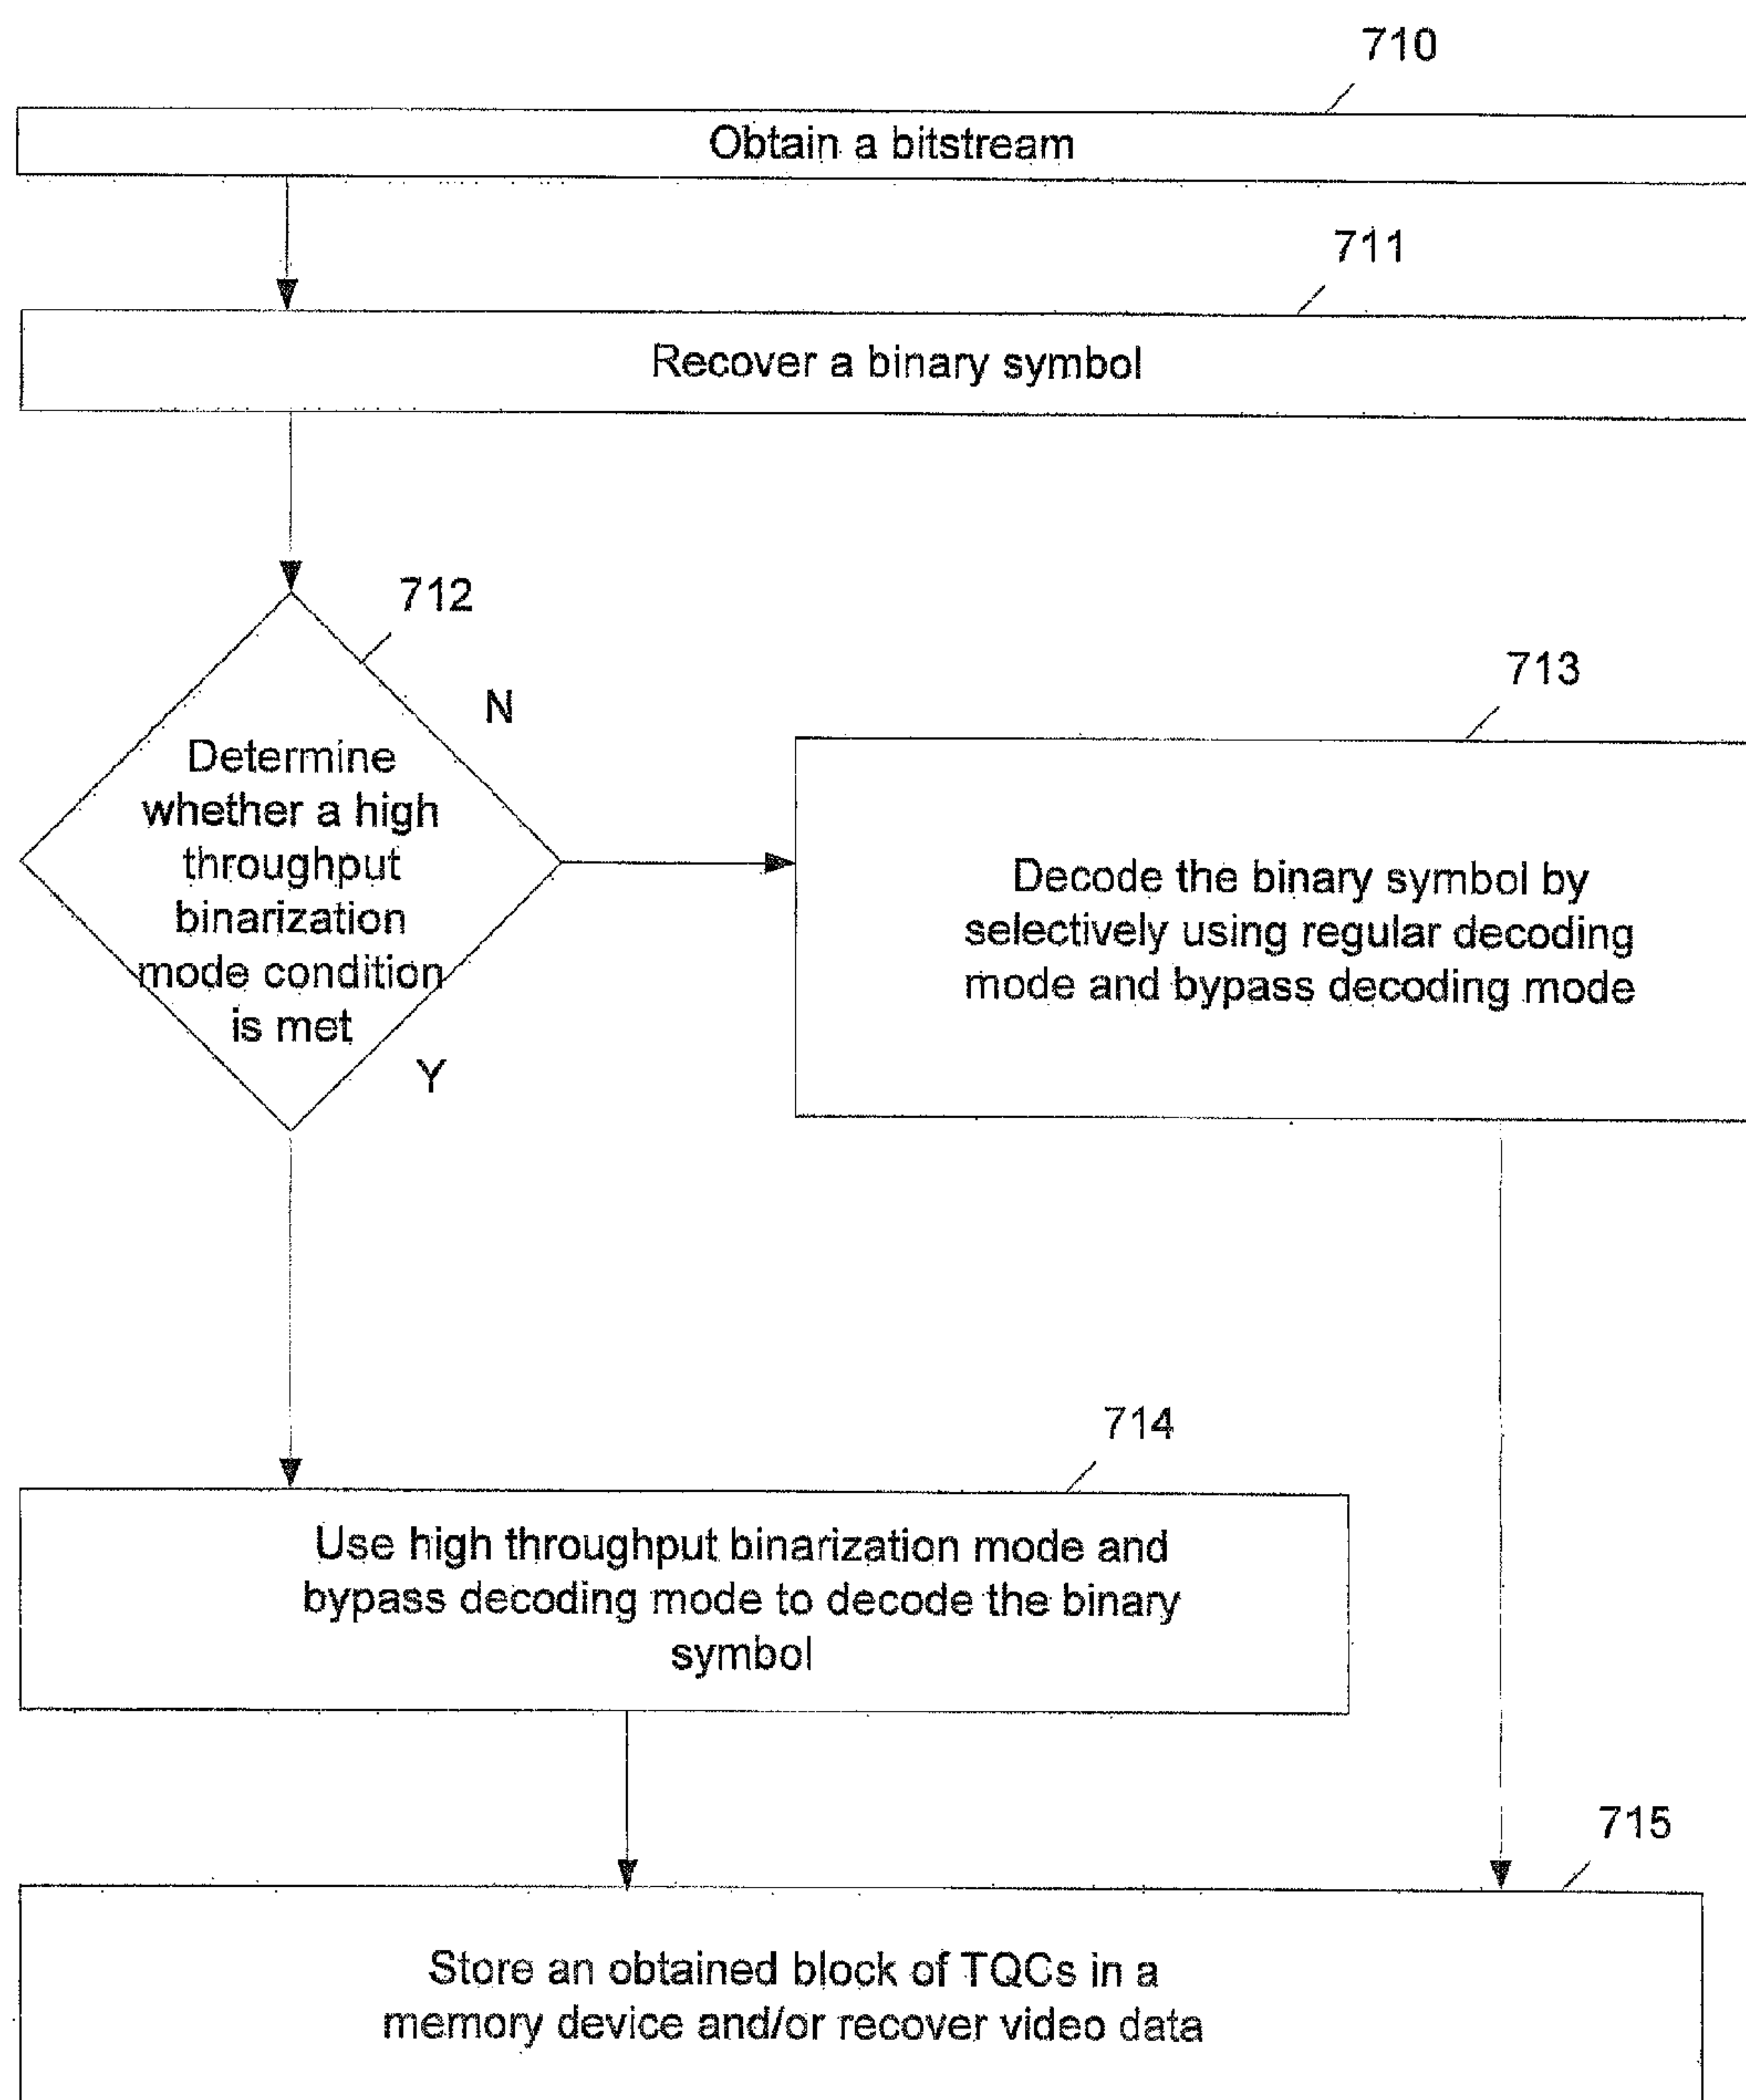 710
Obtain a bitstream
711
Recover a binary symbol
712
N
Determine
whether a high
throughput
binarization
mode condition
is met
Y
713
Decode the binary symbol by
selectively using regular decoding
mode and bypass decoding mode
714
Use high throughput binarization mode and
bypass decoding mode to decode the binary
symbol
715
Store an obtained block of TQCs in a
memory device and/or recover video data